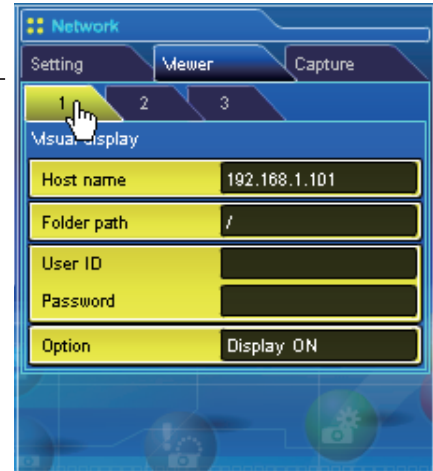 Network
Setting Viewer Capture
1 2 3
Visual display
Host name 192.168.1.101
Folder path /
User ID
Password
Option Display ON